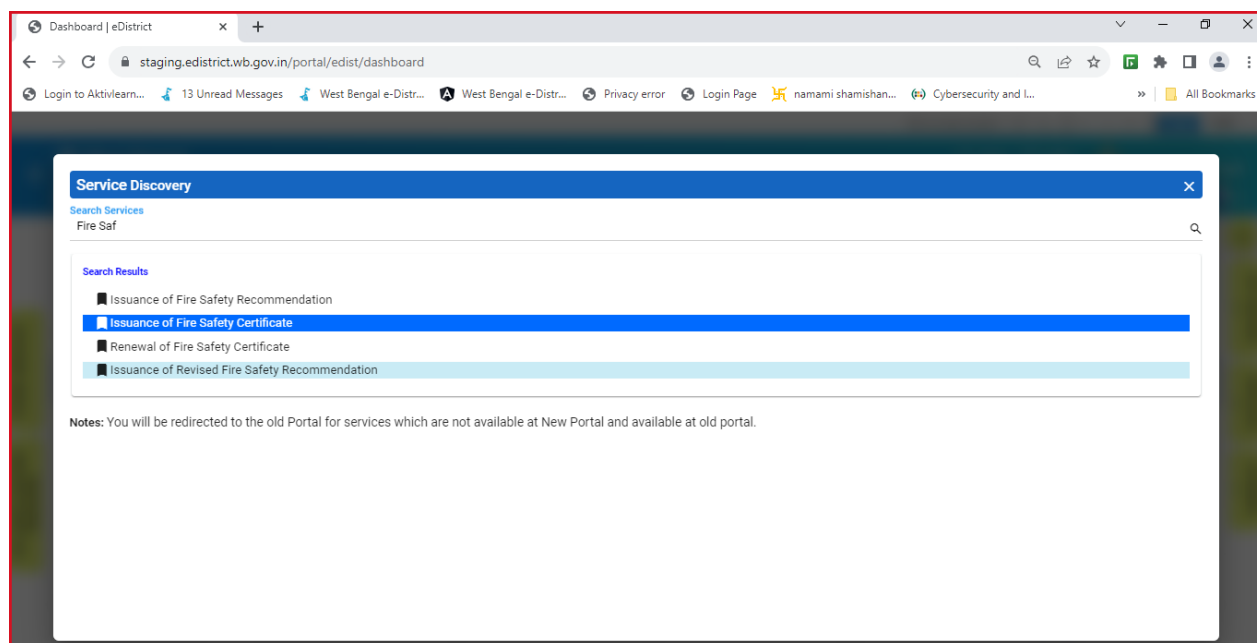 Dashboard | eDistrict
staging.edistrict.wb.gov.in/portal/edist/dashboard
Login to Aktivlearn... 13 Unread Messages West Bengal e-Distr... West Bengal e-Distr... Privacy error Login Page namami shamishan... Cybersecurity and I... » All Bookmarks
Service Discovery
Search Services
Fire Saf
Search Results
Issuance of Fire Safety Recommendation
Issuance of Fire Safety Certificate
Renewal of Fire Safety Certificate
Issuance of Revised Fire Safety Recommendation
Notes: You will be redirected to the old Portal for services which are not available at New Portal and available at old portal.